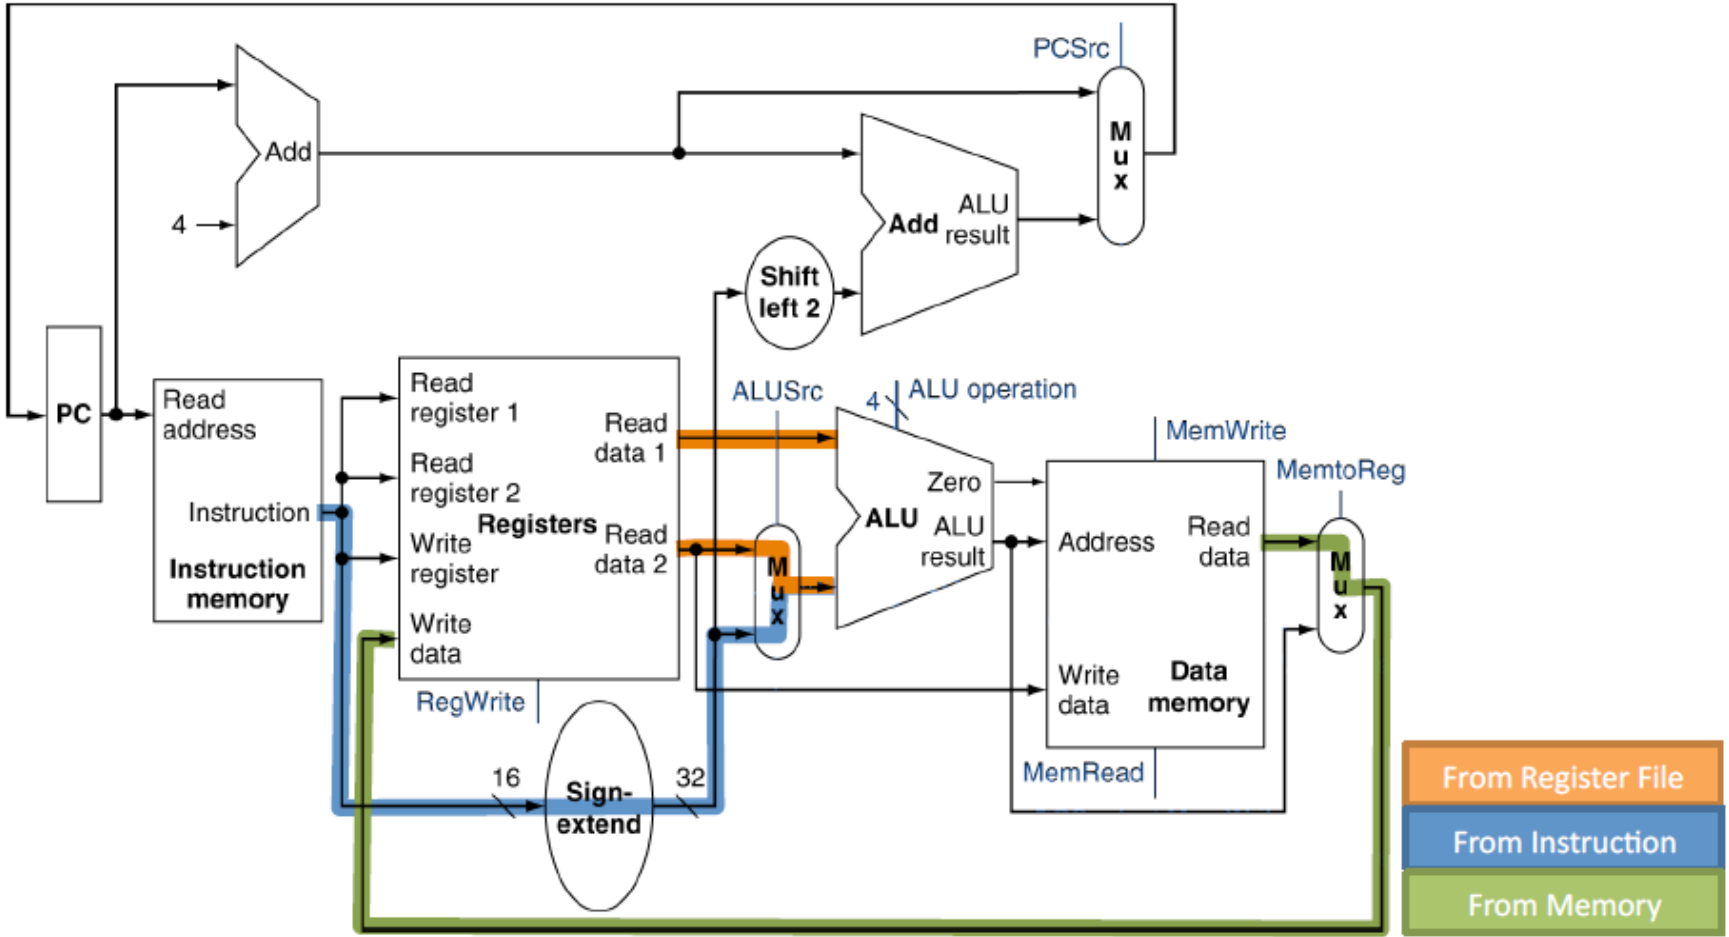 PCSrc
M
u
x
Add
4
Add
ALU
result
Shift
left 2
PC
Read
address
Instruction
Instruction
memory
Read
register 1
Read
register 2
Write
register
Write
data
Registers
Read
data 1
Read
data 2
RegWrite
ALUSrc
M
u
x
4
ALU operation
Zero
ALU
ALU
result
MemWrite
Address
Read
data
Write
data
Data
memory
MemRead
MemtoReg
M
u
x
16
Sign-
extend
32
From Register File
From Instruction
From Memory